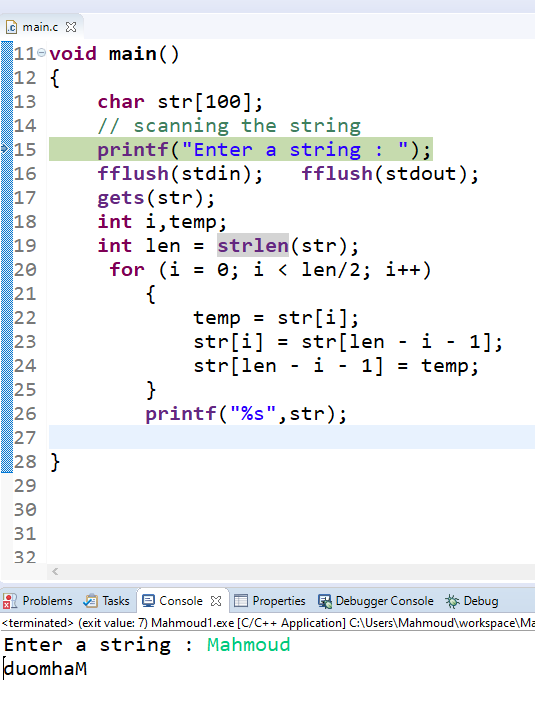 main.c
11 void main()
12 {
13     char str[100];
14     // scanning the string
15     printf("Enter a string : ");
16     fflush(stdin);   fflush(stdout);
17     gets(str);
18     int i,temp;
19     int len = strlen(str);
20      for (i = 0; i < len/2; i++)
21         {
22             temp = str[i];
23             str[i] = str[len - i - 1];
24             str[len - i - 1] = temp;
25         }
26         printf("%s",str);
27
28 }
29
30
31
32
Problems Tasks Console Properties Debugger Console Debug
<terminated> (exit value: 7) Mahmoud1.exe [C/C++ Application] C:\Users\Mahmoud\workspace\Ma
Enter a string : Mahmoud
duomhaM